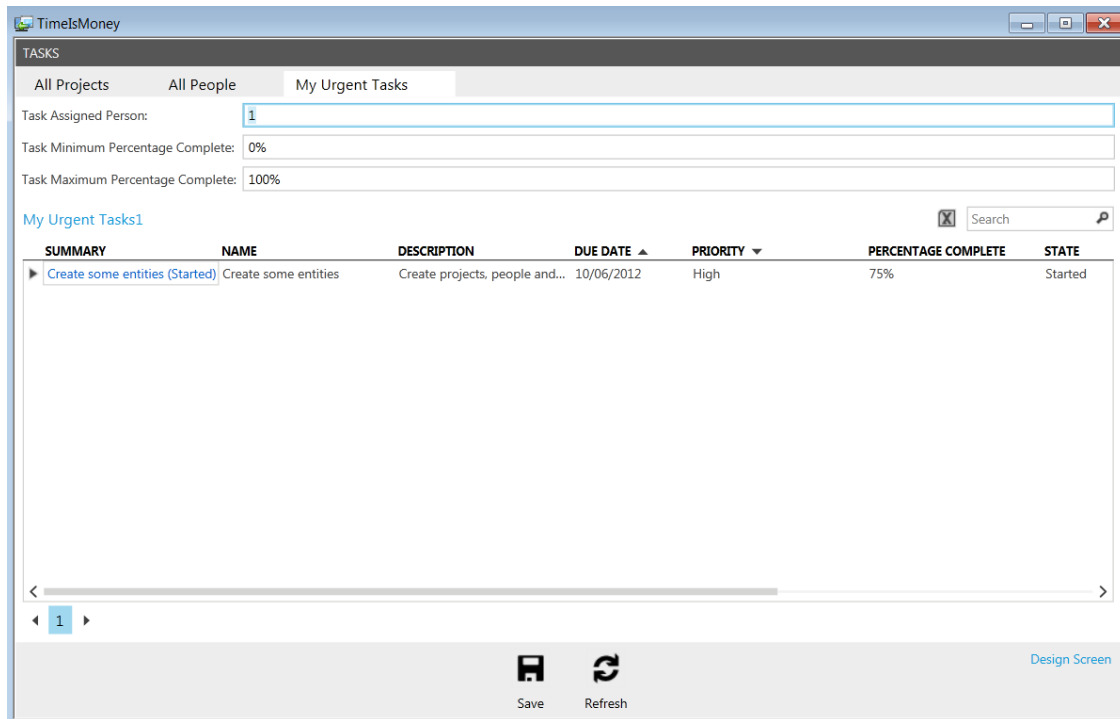 TimeIsMoney
TASKS
All Projects All People My Urgent Tasks
Task Assigned Person: 1
Task Minimum Percentage Complete: 0%
Task Maximum Percentage Complete: 100%
My Urgent Tasks1 Search
SUMMARY NAME DESCRIPTION DUE DATE PRIORITY PERCENTAGE COMPLETE STATE
Create some entities (Started) Create some entities Create projects, people and... 10/06/2012 High 75% Started
1
Design Screen
Save Refresh